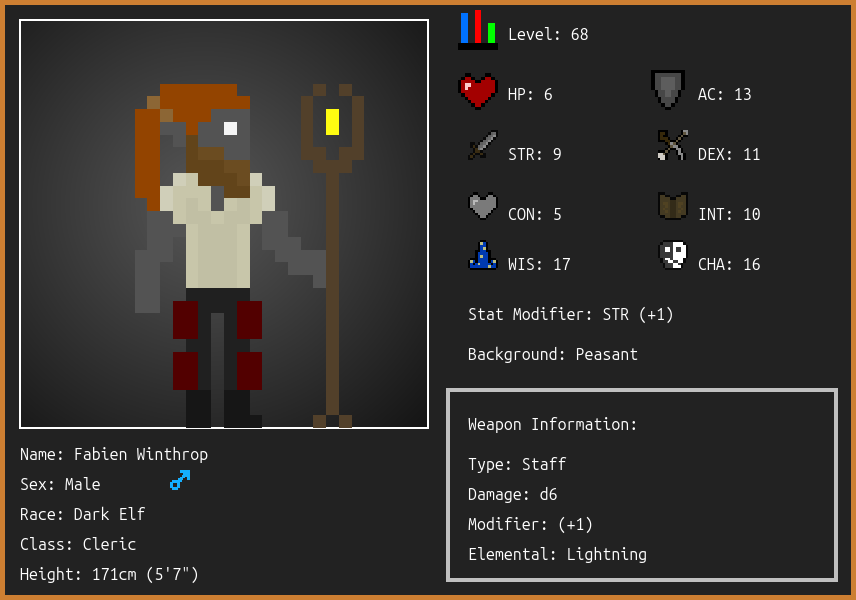 Level: 68
HP: 6
AC: 13
STR: 9
DEX: 11
CON: 5
INT: 10
WIS: 17
CHA: 16
Stat Modifier: STR (+1)
Background: Peasant
Weapon Information:
Type: Staff
Damage: d6
Modifier: (+1)
Elemental: Lightning
Name: Fabien Winthrop
Sex: Male
Race: Dark Elf
Class: Cleric
Height: 171cm (5'7")